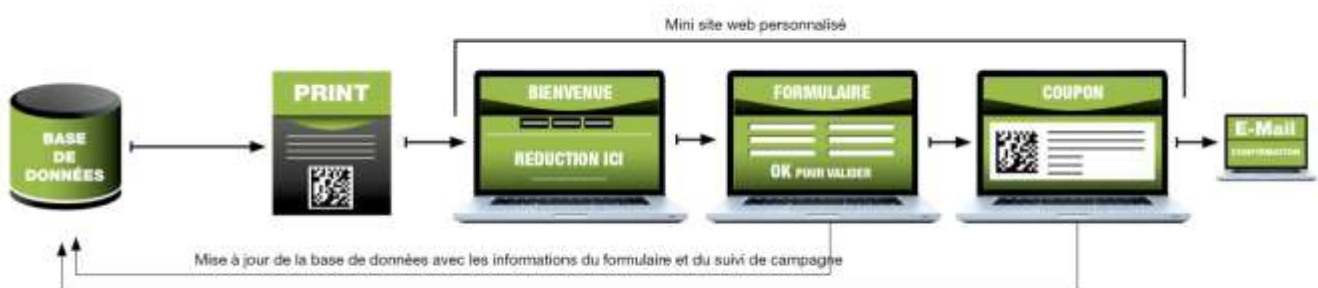 Mini site web personnalisé
BASE
DE
DONNÉES
PRINT
BIENVENUE
REDUCTION ICI
FORMULAIRE
OK POUR VALIDER
COUPON
E-Mail
CONFIRMATION
Mise à jour de la base de données avec les informations du formulaire et du suivi de campagne